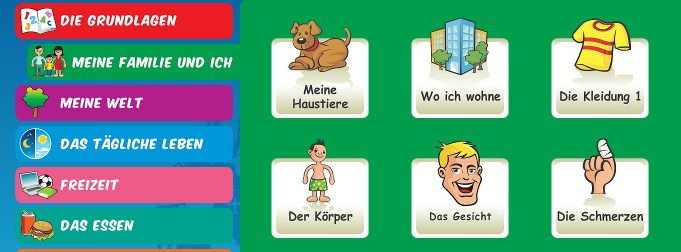 DIE GRUNDLAGEN
MEINE FAMILIE UND ICH
MEINE WELT
DAS TÄGLICHE LEBEN
FREIZEIT
DAS ESSEN
Meine
Haustiere
Wo ich wohne
Die Kleidung 1
Der Körper
Das Gesicht
Die Schmerzen